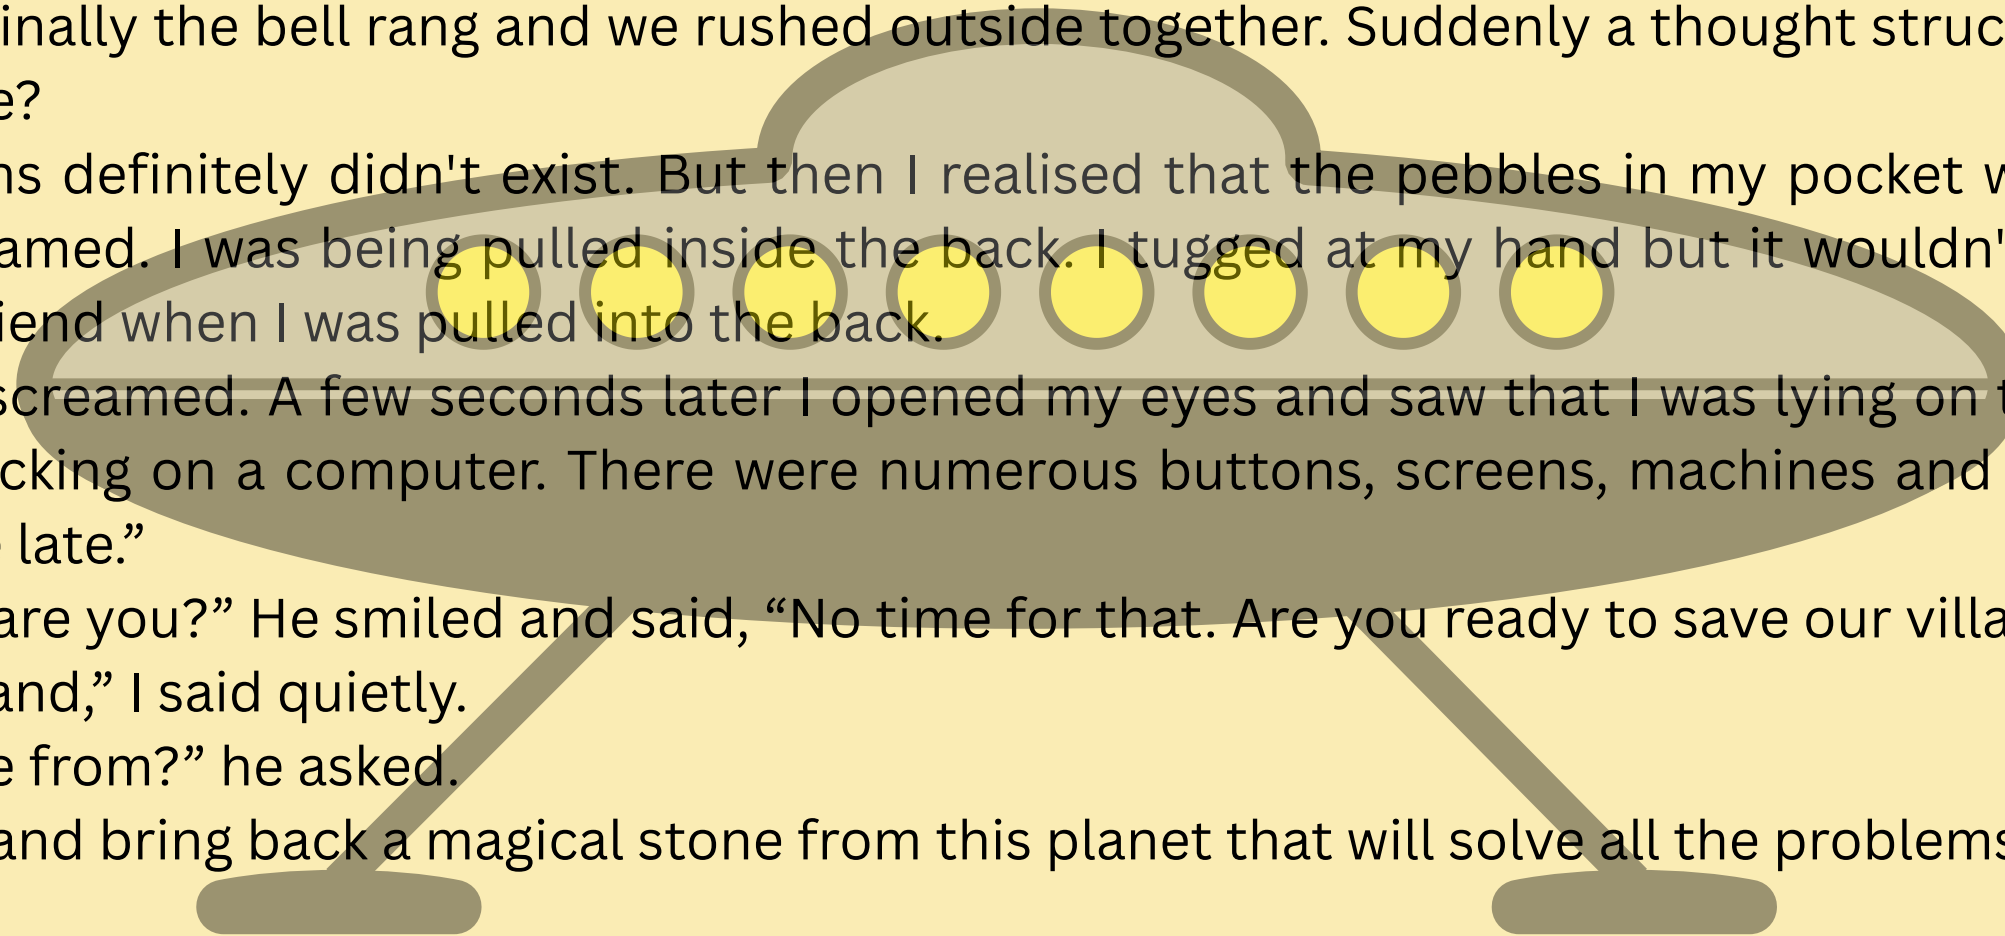 inally the bell rang and we rushed outside together. Suddenly a thought struc
e?
ns definitely didn't exist. But then I realised that the pebbles in my pocket w
amed. I was being pulled inside the back. I tugged at my hand but it wouldn'
iend when I was pulled into the back.
screamed. A few seconds later I opened my eyes and saw that I was lying on t
cking on a computer. There were numerous buttons, screens, machines and
late.”
are you?” He smiled and said, “No time for that. Are you ready to save our villa
and,” I said quietly.
e from?” he asked.
and bring back a magical stone from this planet that will solve all the problems